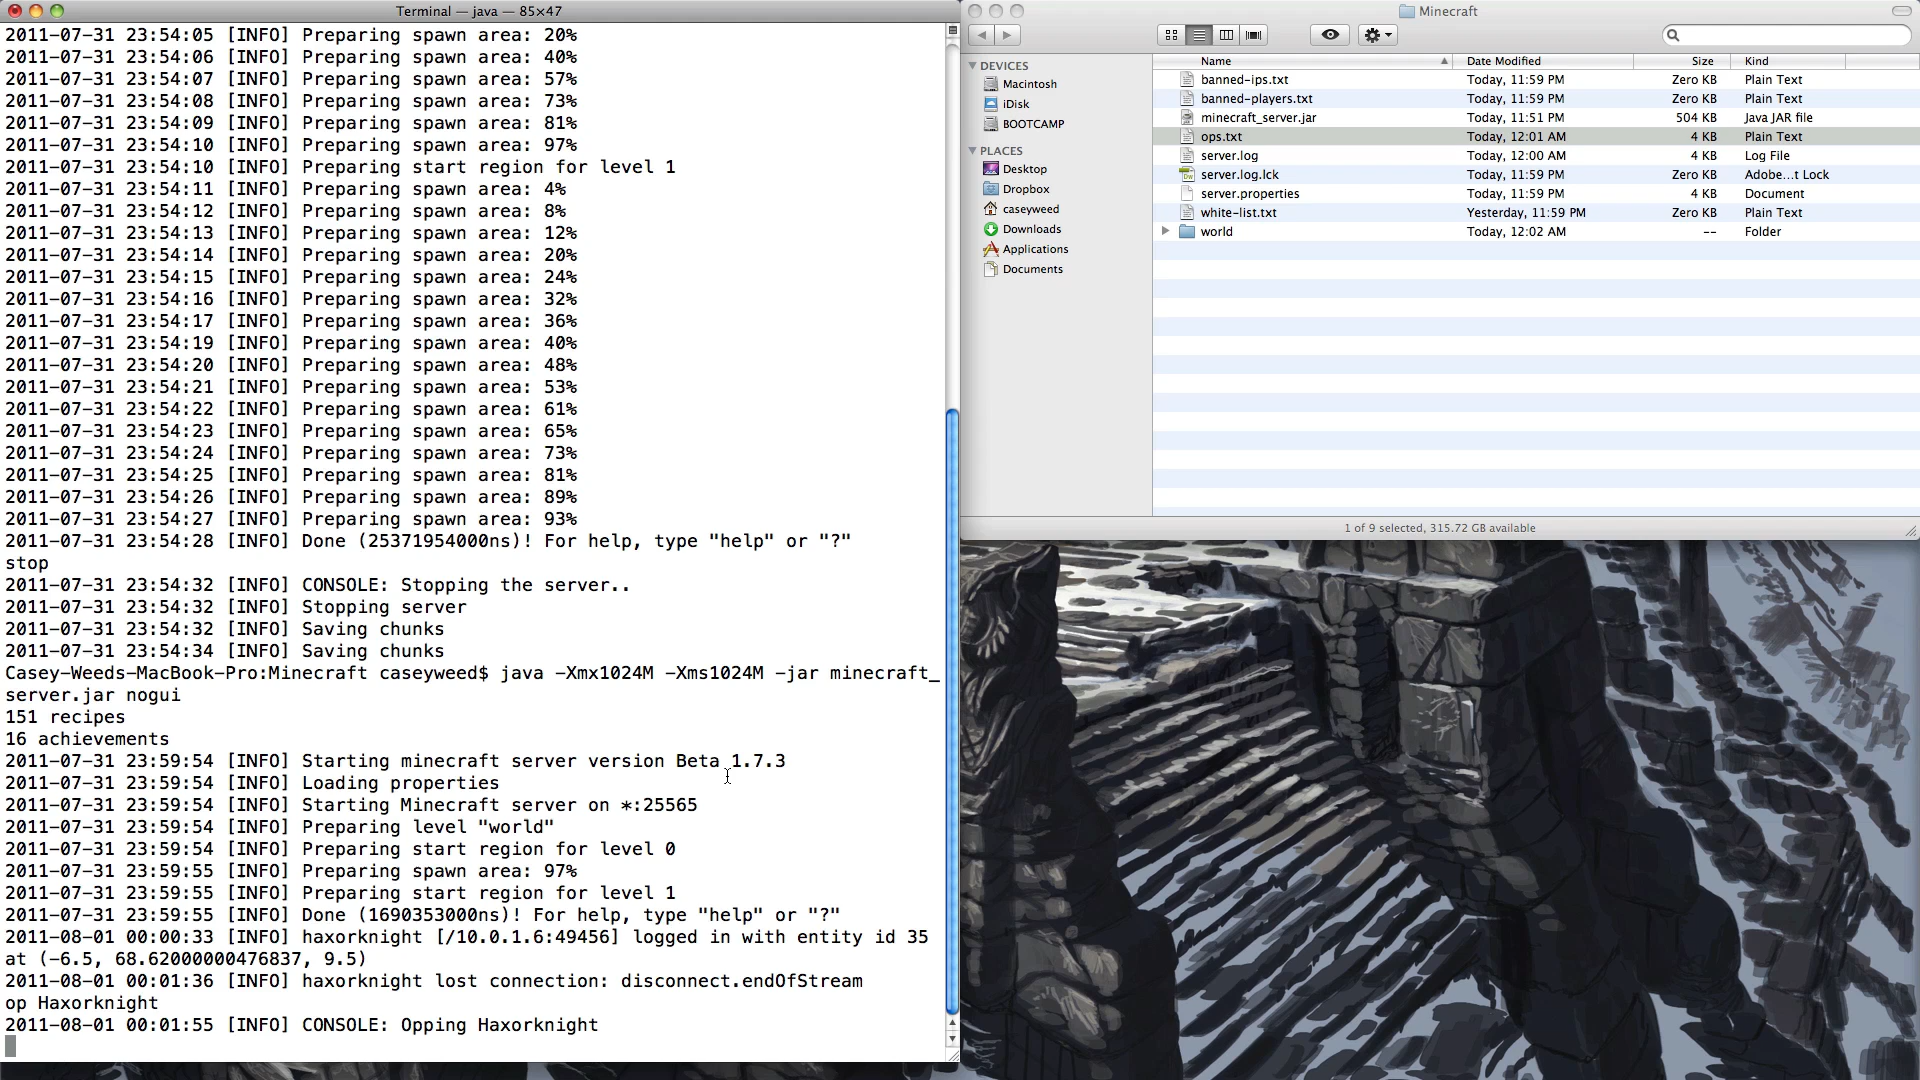 Terminal — java — 85×47
2011-07-31 23:54:05 [INFO] Preparing spawn area: 20%
2011-07-31 23:54:06 [INFO] Preparing spawn area: 40%
2011-07-31 23:54:07 [INFO] Preparing spawn area: 57%
2011-07-31 23:54:08 [INFO] Preparing spawn area: 73%
2011-07-31 23:54:09 [INFO] Preparing spawn area: 81%
2011-07-31 23:54:10 [INFO] Preparing spawn area: 97%
2011-07-31 23:54:10 [INFO] Preparing start region for level 1
2011-07-31 23:54:11 [INFO] Preparing spawn area: 4%
2011-07-31 23:54:12 [INFO] Preparing spawn area: 8%
2011-07-31 23:54:13 [INFO] Preparing spawn area: 12%
2011-07-31 23:54:14 [INFO] Preparing spawn area: 20%
2011-07-31 23:54:15 [INFO] Preparing spawn area: 24%
2011-07-31 23:54:16 [INFO] Preparing spawn area: 32%
2011-07-31 23:54:17 [INFO] Preparing spawn area: 36%
2011-07-31 23:54:19 [INFO] Preparing spawn area: 40%
2011-07-31 23:54:20 [INFO] Preparing spawn area: 48%
2011-07-31 23:54:21 [INFO] Preparing spawn area: 53%
2011-07-31 23:54:22 [INFO] Preparing spawn area: 61%
2011-07-31 23:54:23 [INFO] Preparing spawn area: 65%
2011-07-31 23:54:24 [INFO] Preparing spawn area: 73%
2011-07-31 23:54:25 [INFO] Preparing spawn area: 81%
2011-07-31 23:54:26 [INFO] Preparing spawn area: 89%
2011-07-31 23:54:27 [INFO] Preparing spawn area: 93%
2011-07-31 23:54:28 [INFO] Done (25371954000ns)! For help, type "help" or "?"
stop
2011-07-31 23:54:32 [INFO] CONSOLE: Stopping the server..
2011-07-31 23:54:32 [INFO] Stopping server
2011-07-31 23:54:32 [INFO] Saving chunks
2011-07-31 23:54:34 [INFO] Saving chunks
Casey-Weeds-MacBook-Pro:Minecraft caseyweed$ java -Xmx1024M -Xms1024M -jar minecraft_
server.jar nogui
151 recipes
16 achievements
2011-07-31 23:59:54 [INFO] Starting minecraft server version Beta 1.7.3
2011-07-31 23:59:54 [INFO] Loading properties
2011-07-31 23:59:54 [INFO] Starting Minecraft server on *:25565
2011-07-31 23:59:54 [INFO] Preparing level "world"
2011-07-31 23:59:54 [INFO] Preparing start region for level 0
2011-07-31 23:59:55 [INFO] Preparing spawn area: 97%
2011-07-31 23:59:55 [INFO] Preparing start region for level 1
2011-07-31 23:59:55 [INFO] Done (1690353000ns)! For help, type "help" or "?"
2011-08-01 00:00:33 [INFO] haxorknight [/10.0.1.6:49456] logged in with entity id 35
at (-6.5, 68.62000000476837, 9.5)
2011-08-01 00:01:36 [INFO] haxorknight lost connection: disconnect.endOfStream
op Haxorknight
2011-08-01 00:01:55 [INFO] CONSOLE: Opping Haxorknight
Minecraft
DEVICES
Macintosh
iDisk
BOOTCAMP
PLACES
Desktop
Dropbox
caseyweed
Downloads
Applications
Documents
Name Date Modified Size Kind
banned-ips.txt Today, 11:59 PM Zero KB Plain Text
banned-players.txt Today, 11:59 PM Zero KB Plain Text
minecraft_server.jar Today, 11:51 PM 504 KB Java JAR file
ops.txt Today, 12:01 AM 4 KB Plain Text
server.log Today, 12:00 AM 4 KB Log File
server.log.lck Today, 11:59 PM Zero KB Adobe...t Lock
server.properties Today, 11:59 PM 4 KB Document
white-list.txt Yesterday, 11:59 PM Zero KB Plain Text
world Today, 12:02 AM -- Folder
1 of 9 selected, 315.72 GB available